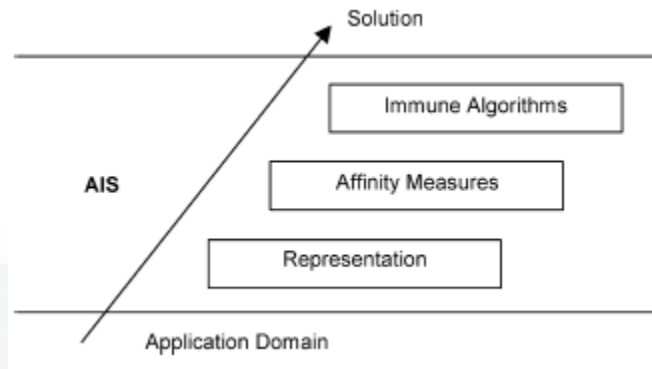 Solution
Immune Algorithms
AIS
Affinity Measures
Representation
Application Domain